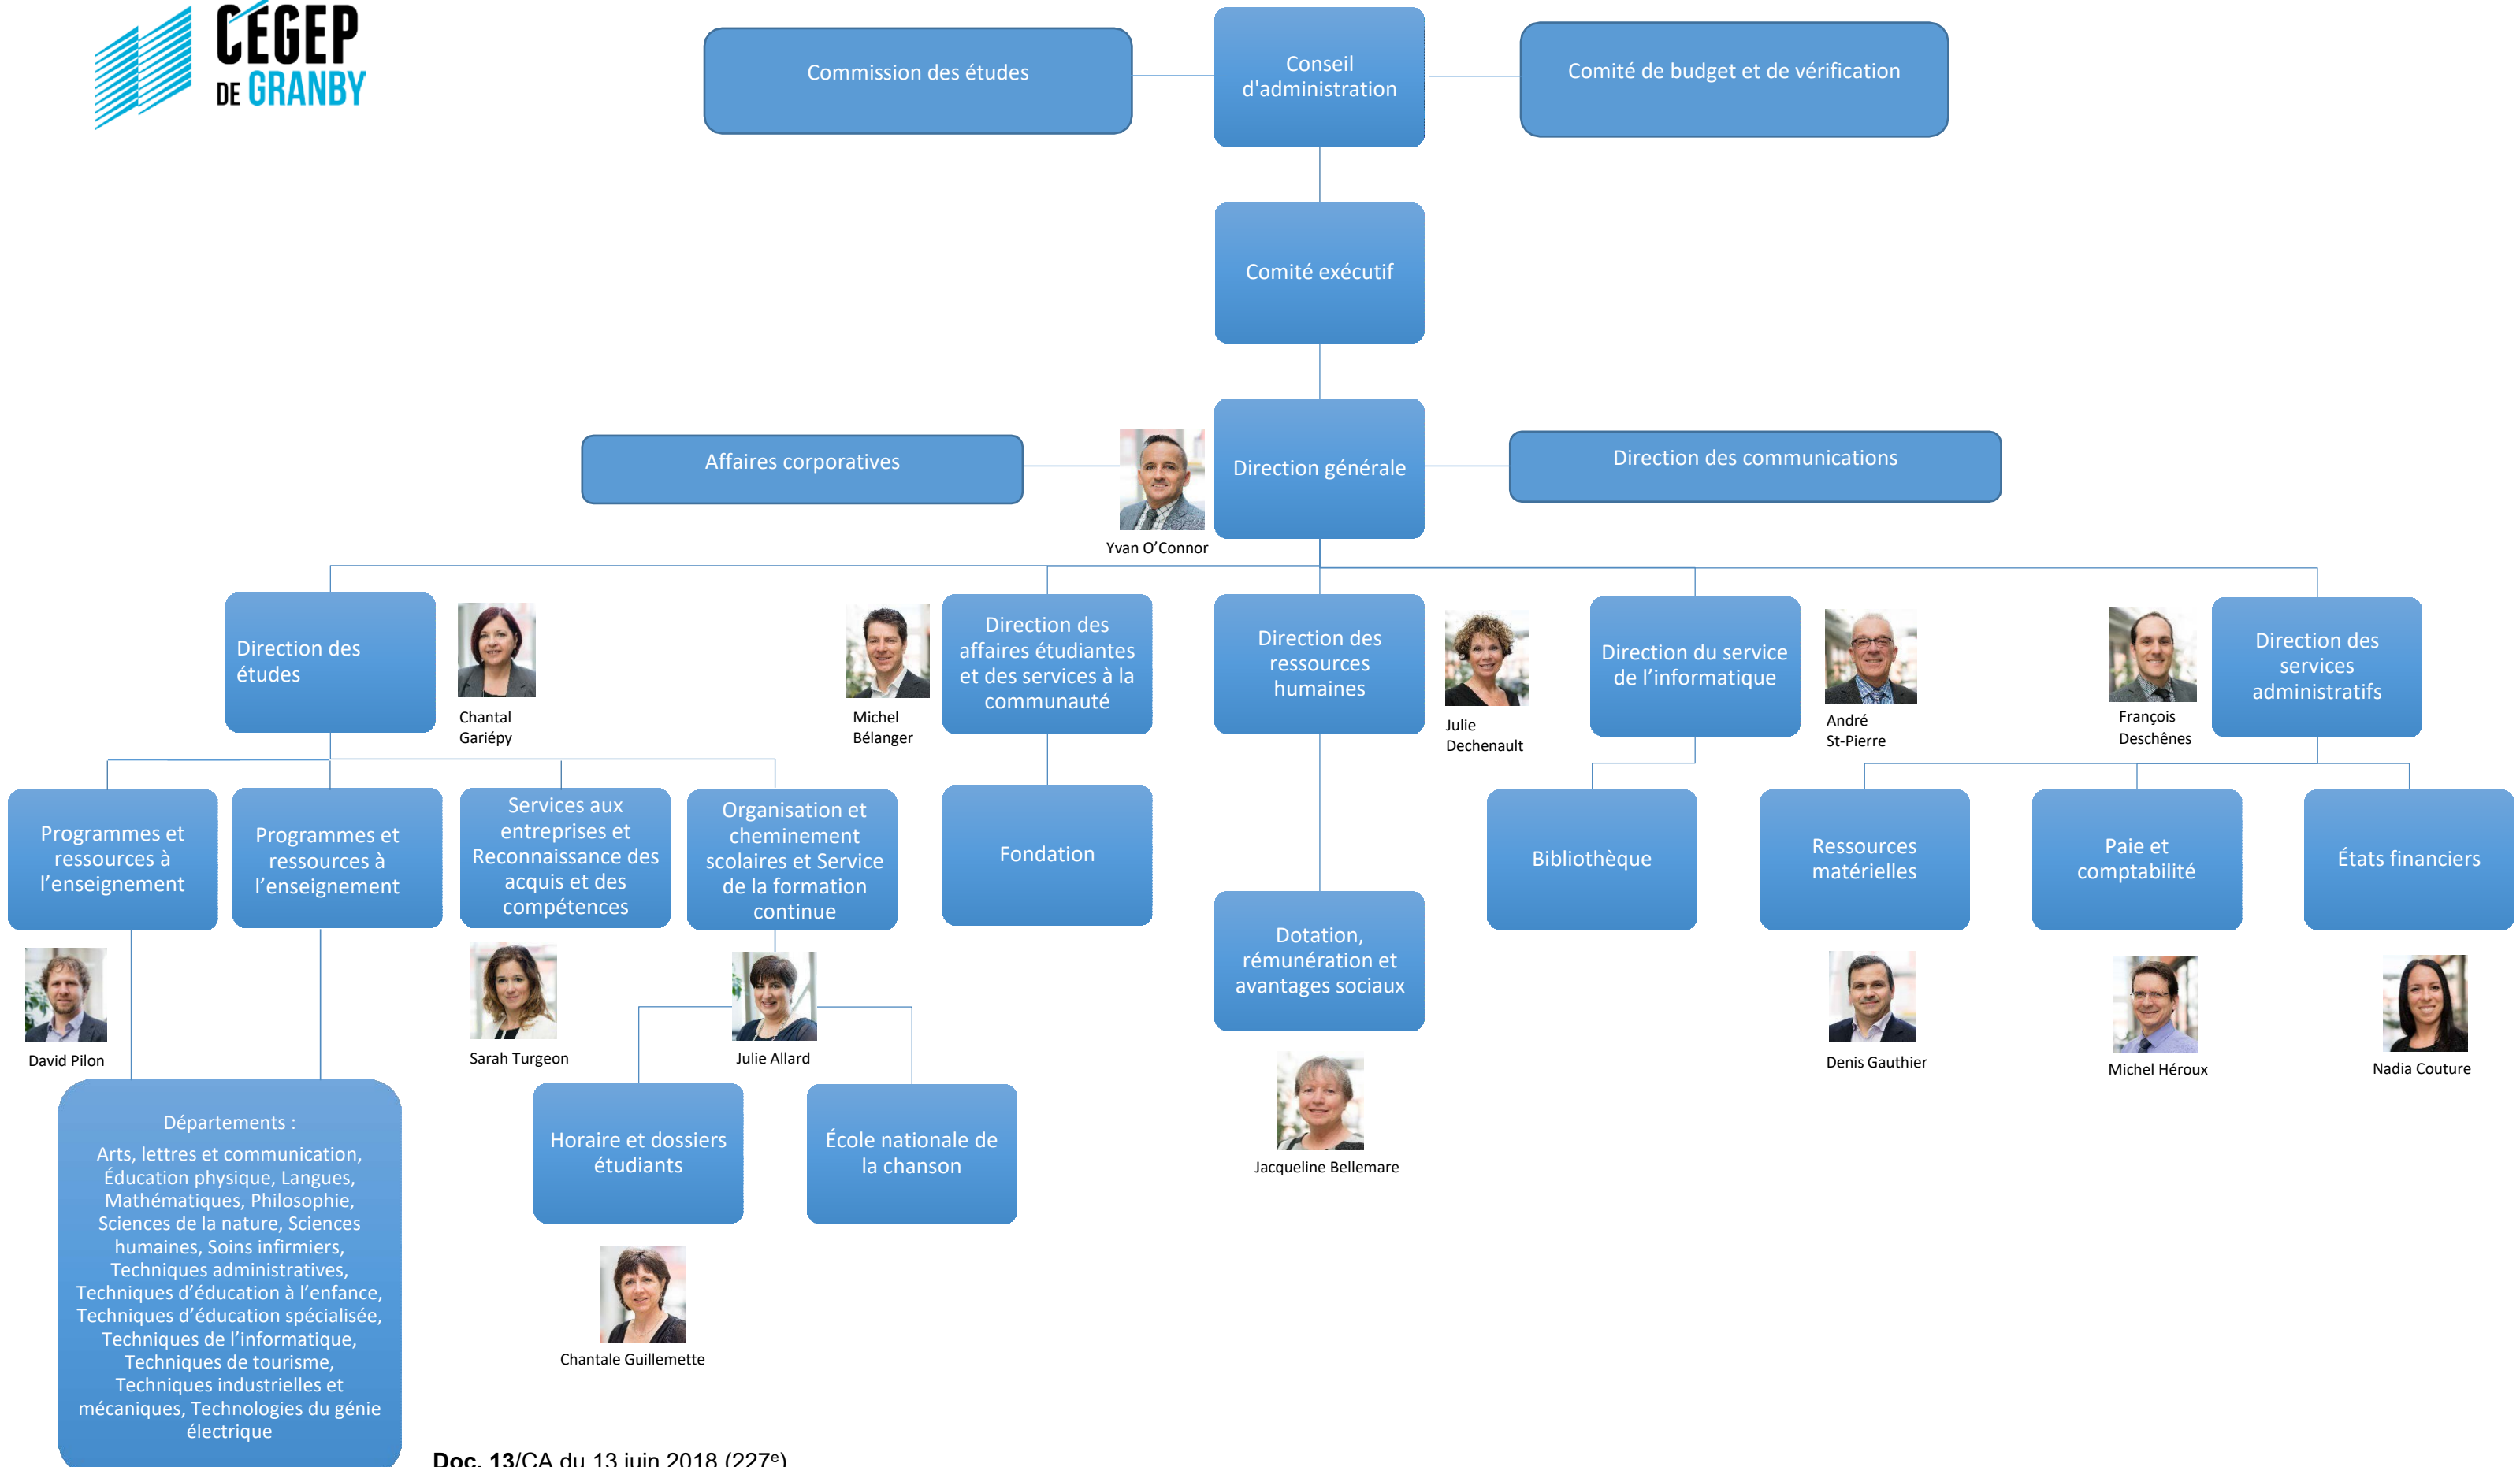 CÉGEP
DE GRANBY
Commission des études
Conseil
d'administration
Comité de budget et de vérification
Comité exécutif
Affaires corporatives
Direction générale
Direction des communications
Yvan O’Connor
Direction des
études
Chantal
Gariépy
Michel
Bélanger
Direction des
affaires étudiantes
et des services à la
communauté
Direction des
ressources
humaines
Julie
Dechenault
Direction du service
de l’informatique
André
St-Pierre
François
Deschênes
Direction des
services
administratifs
Programmes et
ressources à
l’enseignement
Programmes et
ressources à
l’enseignement
Services aux
entreprises et
Reconnaissance des
acquis et des
compétences
Organisation et
cheminement
scolaires et Service
de la formation
continue
Fondation
Dotation,
rémunération et
avantages sociaux
Bibliothèque
Ressources
matérielles
Paie et
comptabilité
États financiers
David Pilon
Sarah Turgeon
Julie Allard
Jacqueline Bellemare
Denis Gauthier
Michel Héroux
Nadia Couture
Départements :
Arts, lettres et communication,
Éducation physique, Langues,
Mathématiques, Philosophie,
Sciences de la nature, Sciences
humaines, Soins infirmiers,
Techniques administratives,
Techniques d’éducation à l’enfance,
Techniques d’éducation spécialisée,
Techniques de l’informatique,
Techniques de tourisme,
Techniques industrielles et
mécaniques, Technologies du génie
électrique
Horaire et dossiers
étudiants
École nationale de
la chanson
Chantale Guillemette
Doc. 13/CA du 13 juin 2018 (227e)